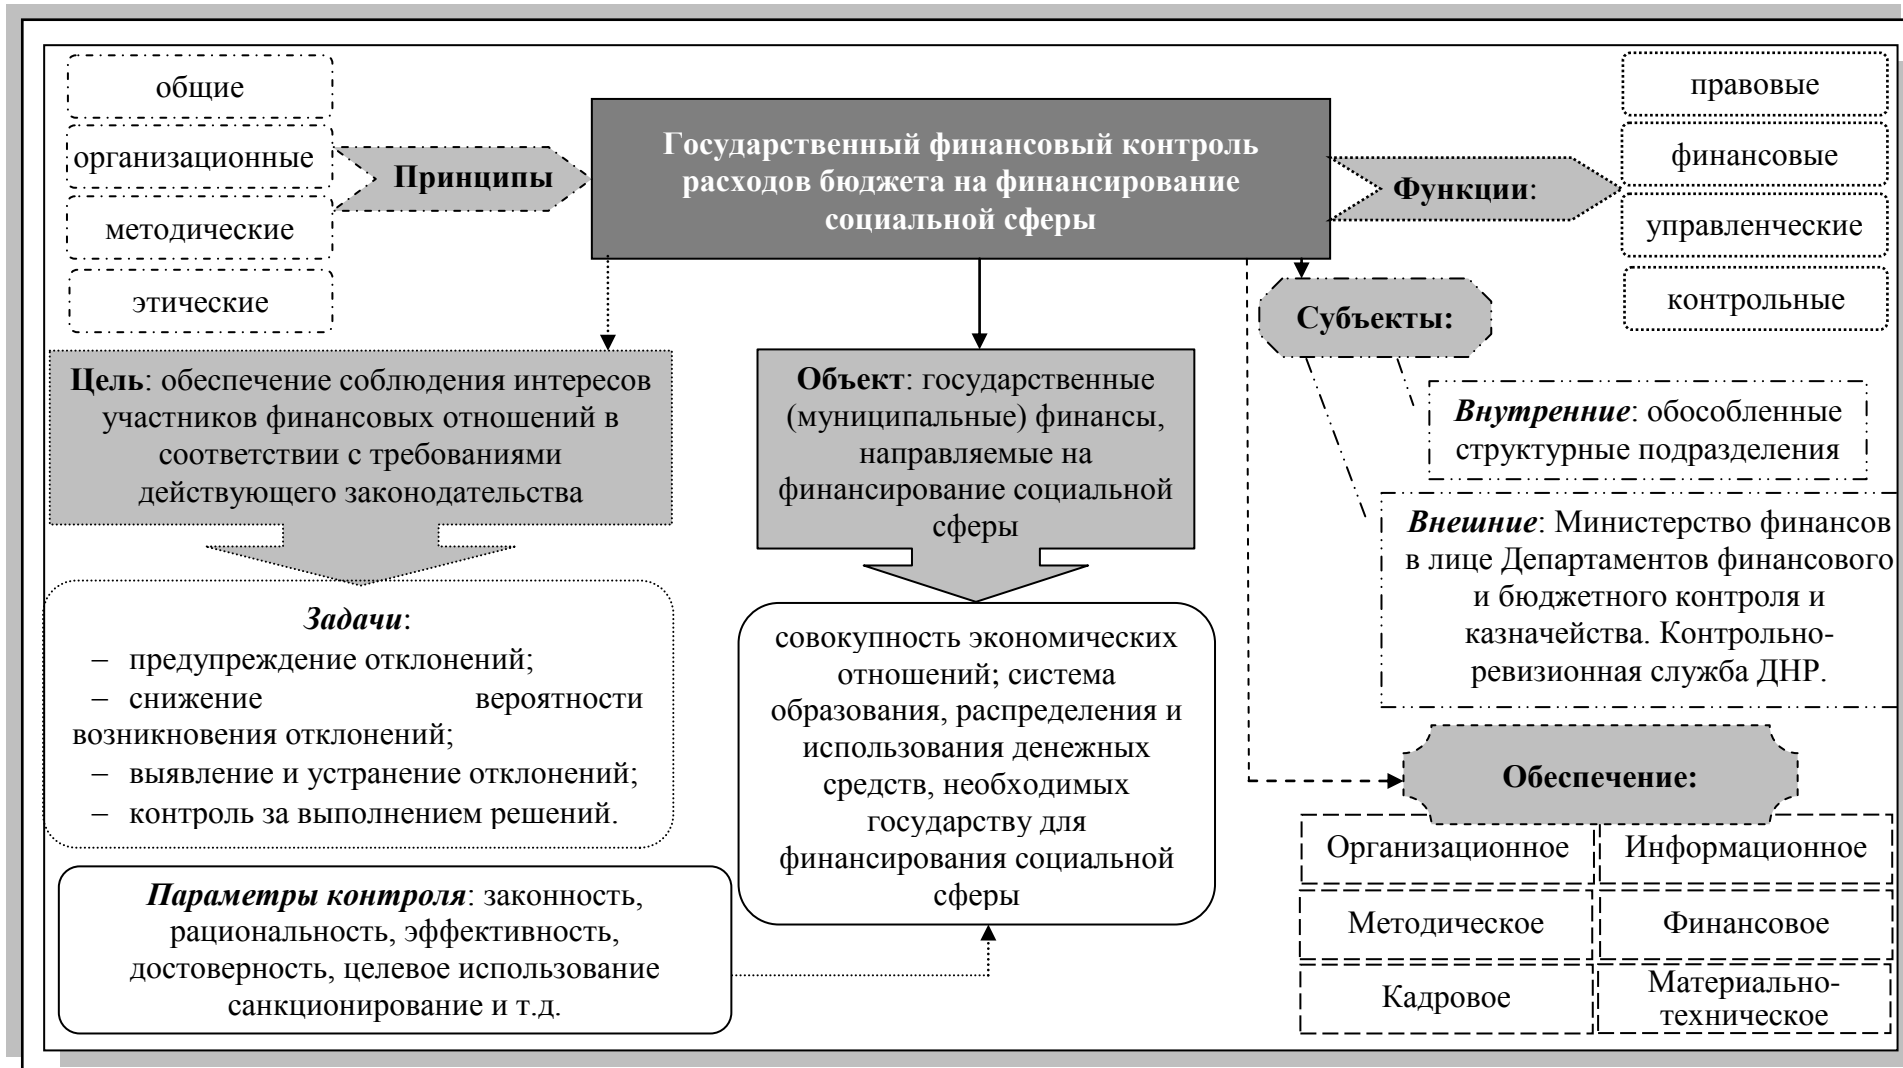 общие
организационные
методические
этические
Принципы
Государственный финансовый контроль
расходов бюджета на финансирование
социальной сферы
Функции:
правовые
финансовые
управленческие
контрольные
Цель: обеспечение соблюдения интересов
участников финансовых отношений в
соответствии с требованиями
действующего законодательства
Задачи:
– предупреждение отклонений;
– снижение вероятности
возникновения отклонений;
– выявление и устранение отклонений;
– контроль за выполнением решений.
Параметры контроля: законность,
рациональность, эффективность,
достоверность, целевое использование
санкционирование и т.д.
Объект: государственные
(муниципальные) финансы,
направляемые на
финансирование социальной
сферы
совокупность экономических
отношений; система
образования, распределения и
использования денежных
средств, необходимых
государству для
финансирования социальной
сферы
Субъекты:
Внутренние: обособленные
структурные подразделения
Внешние: Министерство финансов
в лице Департаментов финансового
и бюджетного контроля и
казначейства. Контрольно-
ревизионная служба ДНР.
Обеспечение:
Организационное
Информационное
Методическое
Финансовое
Кадровое
Материально-
техническое